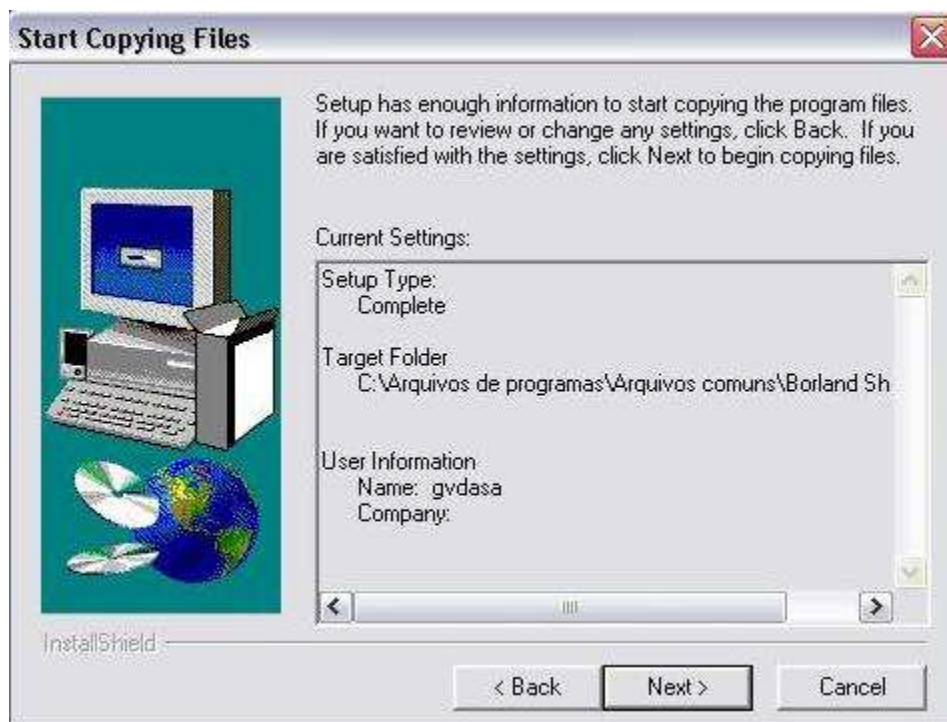 Start Copying Files
Setup has enough information to start copying the program files.
If you want to review or change any settings, click Back. If you
are satisfied with the settings, click Next to begin copying files.
Current Settings:
Setup Type:
Complete
Target Folder
C:\Arquivos de programas\Arquivos comuns\Borland Sh
User Information
Name: gvdasa
Company:
InstallShield
< Back
Next >
Cancel